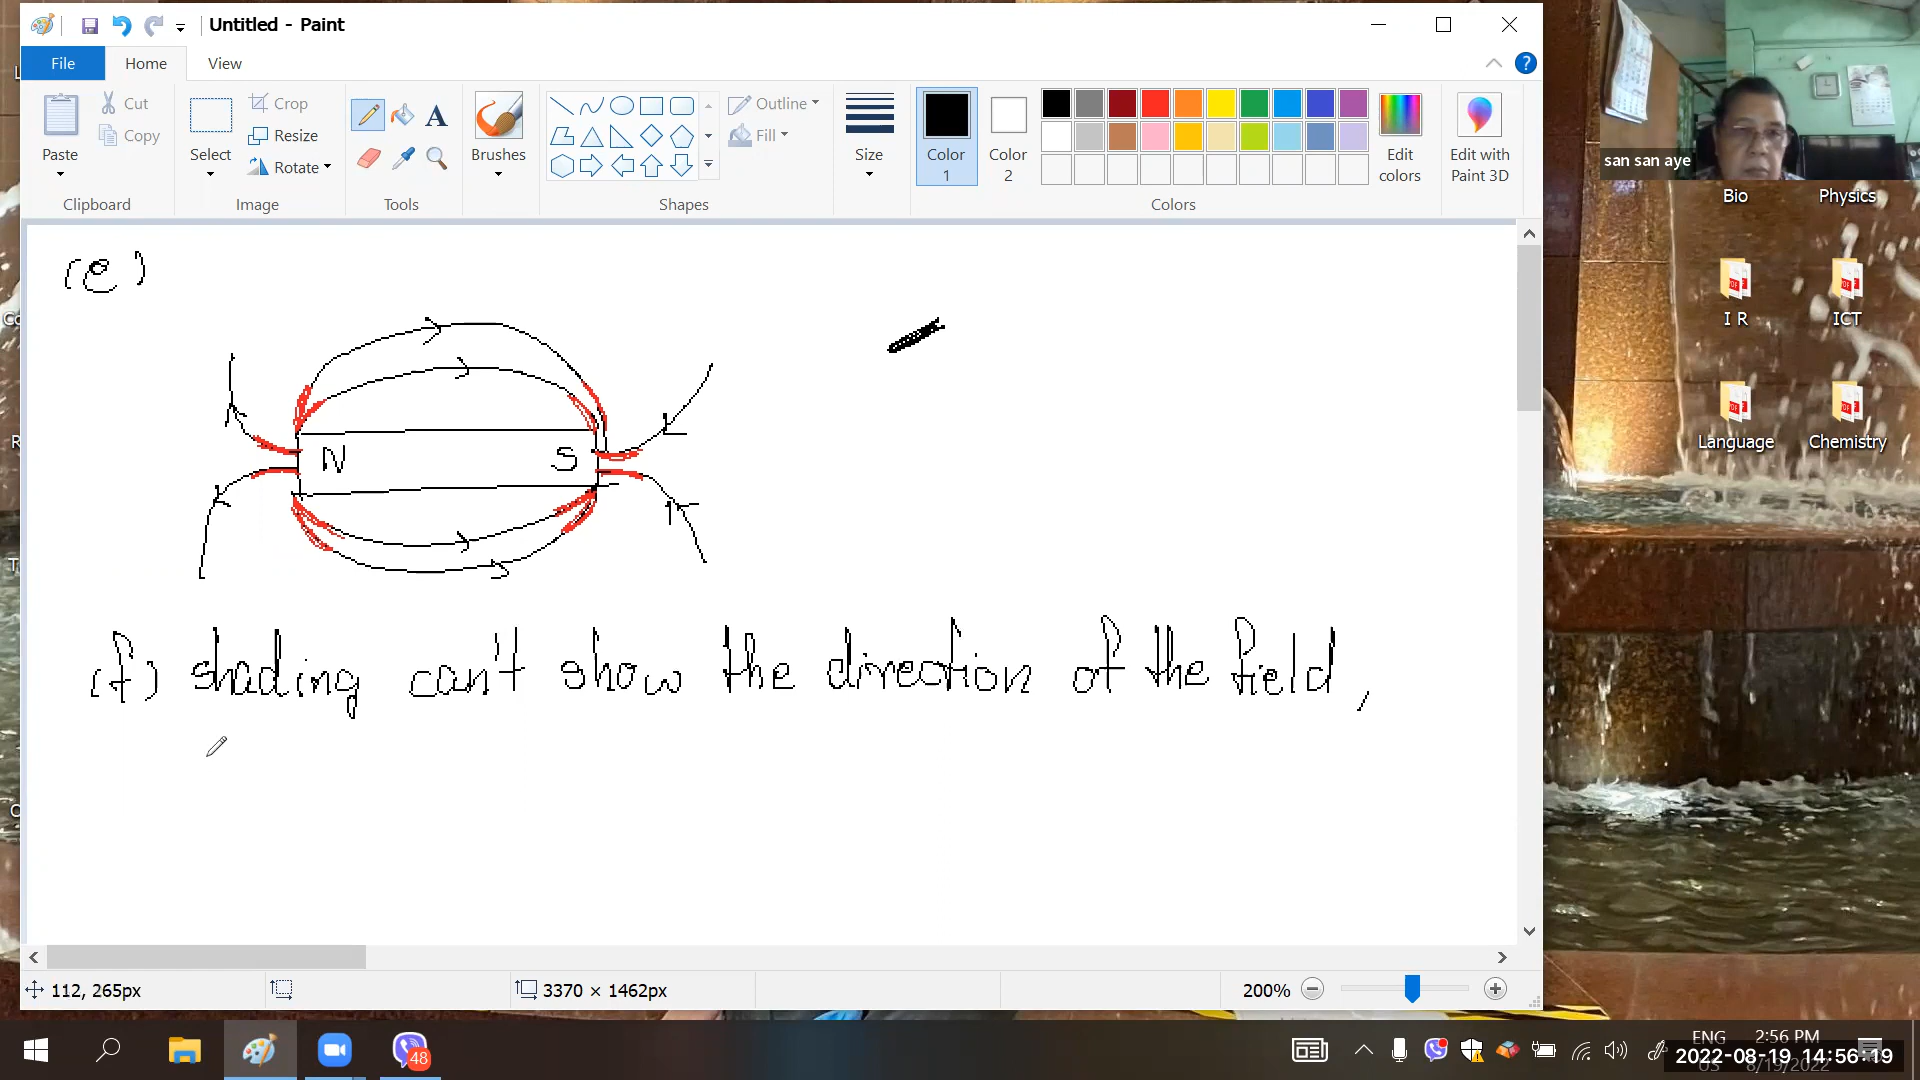 Untitled - Paint
File
Home
View
Paste
Cut
Copy
Clipboard
Select
Crop
Resize
Rotate
Image
A
Tools
Brushes
Shapes
Outline
Fill
Size
Color
1
Color
2
Edit
colors
Edit with
Paint 3D
Colors
san san aye
Bio
Physics
I R
ICT
Language
Chemistry
(e)
N
S
(f) shading can't show the direction of the field,
112, 265px
3370 × 1462px
200%
48
ENG
2:56 PM
2022-08-19 14:56:19